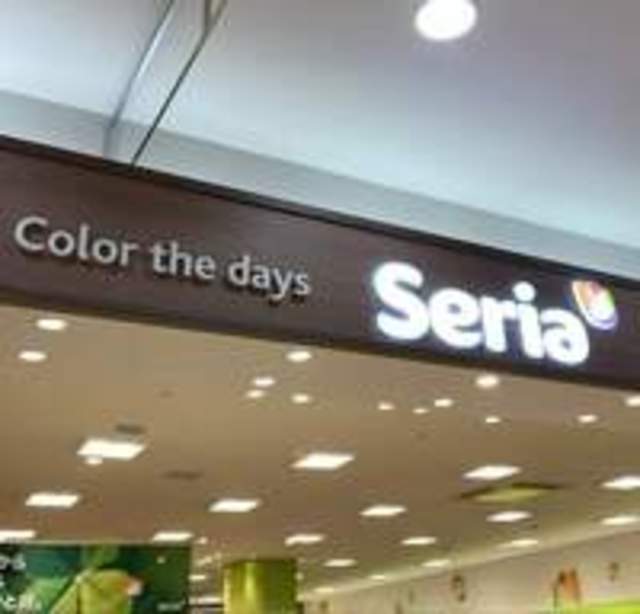 Color the days
Seria